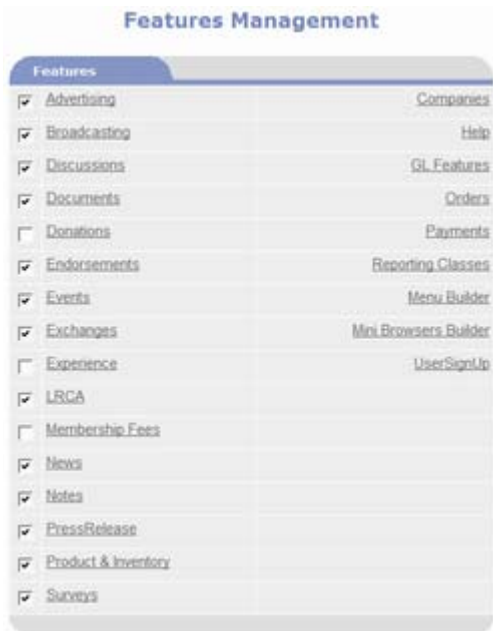 Features Management
Features
Advertising Companies
Broadcasting Help
Discussions GL Features
Documents Orders
Donations Payments
Endorsements Reporting Classes
Events Menu Builder
Exchanges Mini Browsers Builder
Experience UserSignUp
LRCA
Membership Fees
News
Notes
PressRelease
Product & Inventory
Surveys